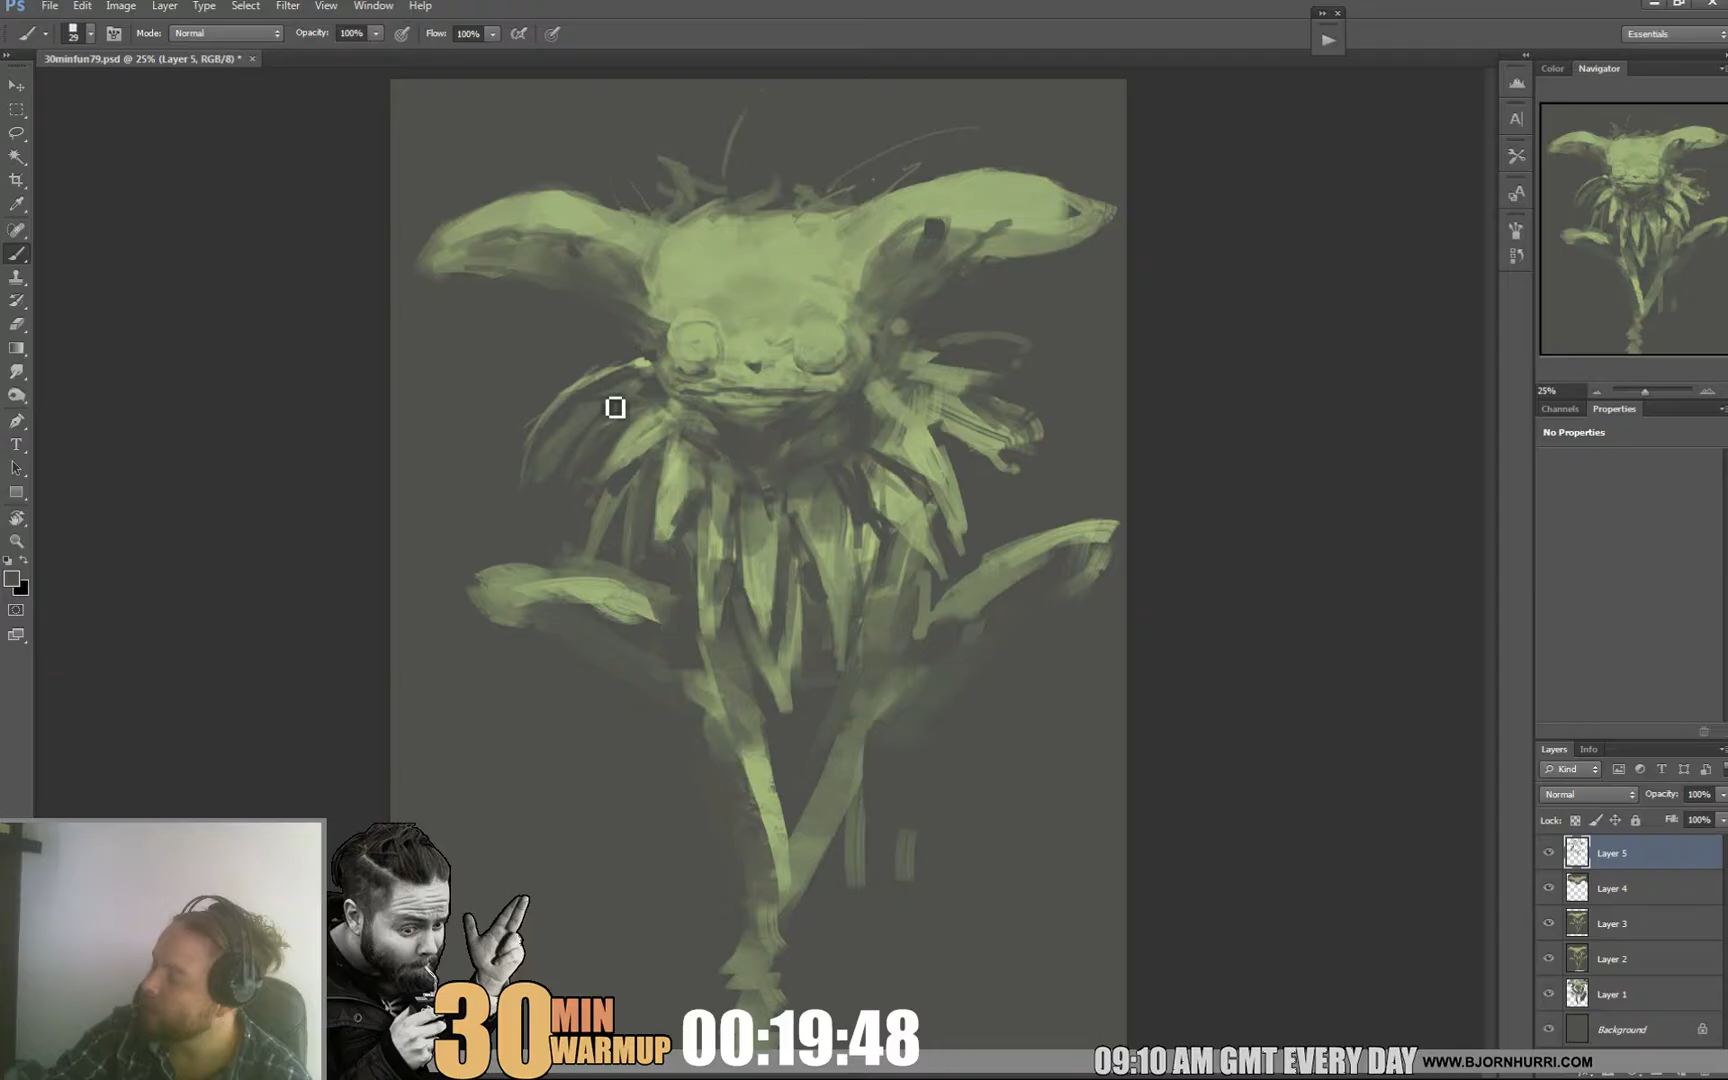 Ps File Edit Image Layer Type Select Filter View Window Help
29 Mode: Normal Opacity: 100% Flow: 100% Essentials
30minfun79.psd @ 25% (Layer 5, RGB/8) * ×
Color Navigator
25%
Channels Properties
No Properties
Layers Info
Kind
Normal Opacity: 100%
Lock: Fill: 100%
Layer 5
Layer 4
Layer 3
Layer 2
Layer 1
Background
30 MIN WARMUP 00:19:48
09:10 AM GMT EVERY DAY WWW.BJORNHURRI.COM